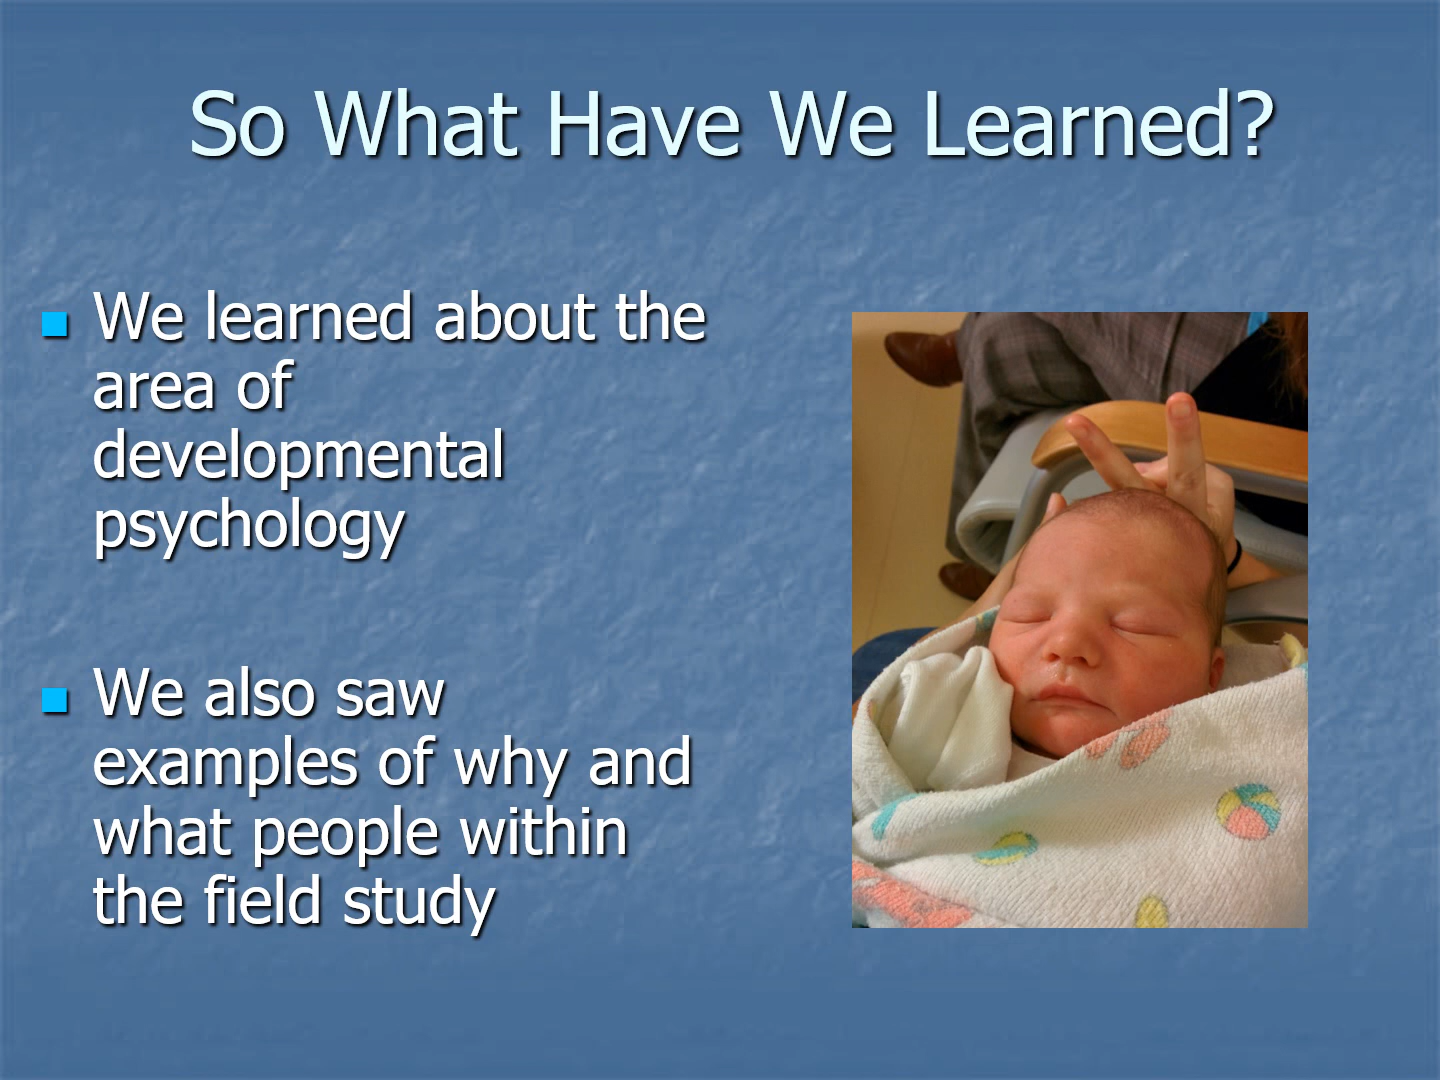 So What Have We Learned?
We learned about the
area of
developmental
psychology
We also saw
examples of why and
what people within
the field study